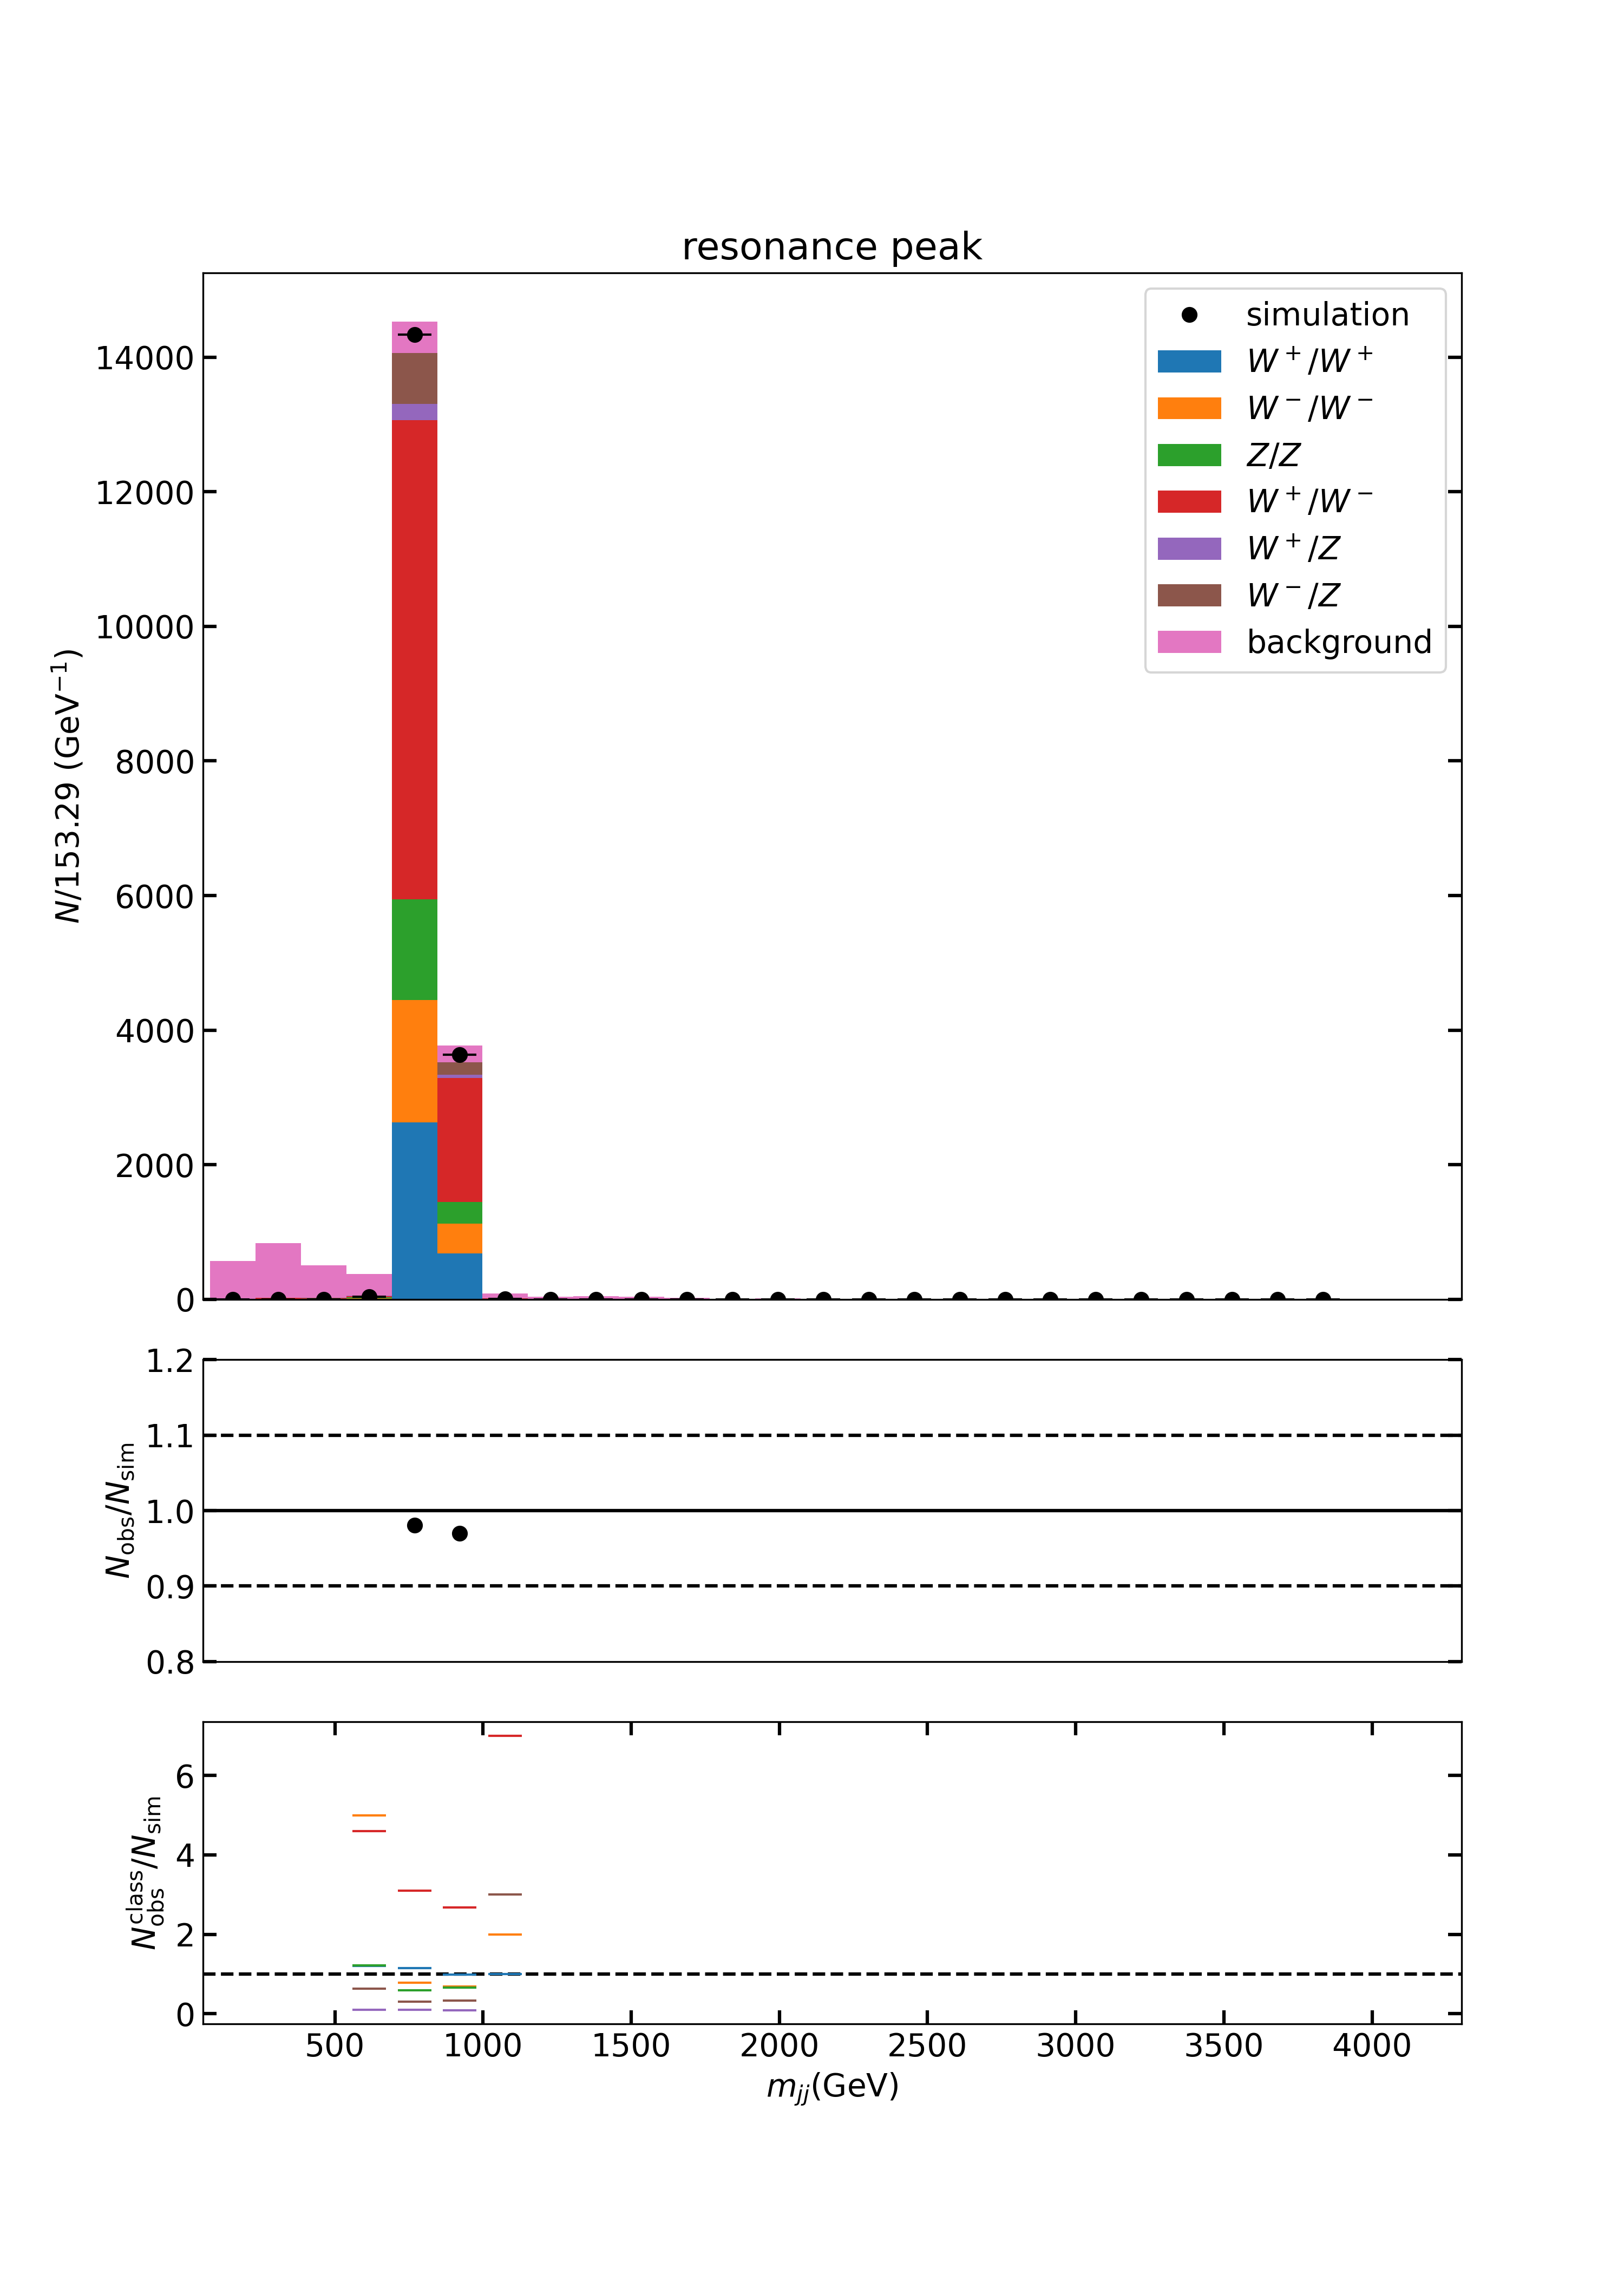 resonance peak
N/153.29 (GeV⁻¹)
14000
12000
10000
8000
6000
4000
2000
0
simulation
W⁺/W⁺
W⁻/W⁻
Z/Z
W⁺/W⁻
W⁺/Z
W⁻/Z
background
N_obs/N_sim
1.2
1.1
1.0
0.9
0.8
N_obs^class/N_sim
6
4
2
0
500 1000 1500 2000 2500 3000 3500 4000
m_jj(GeV)